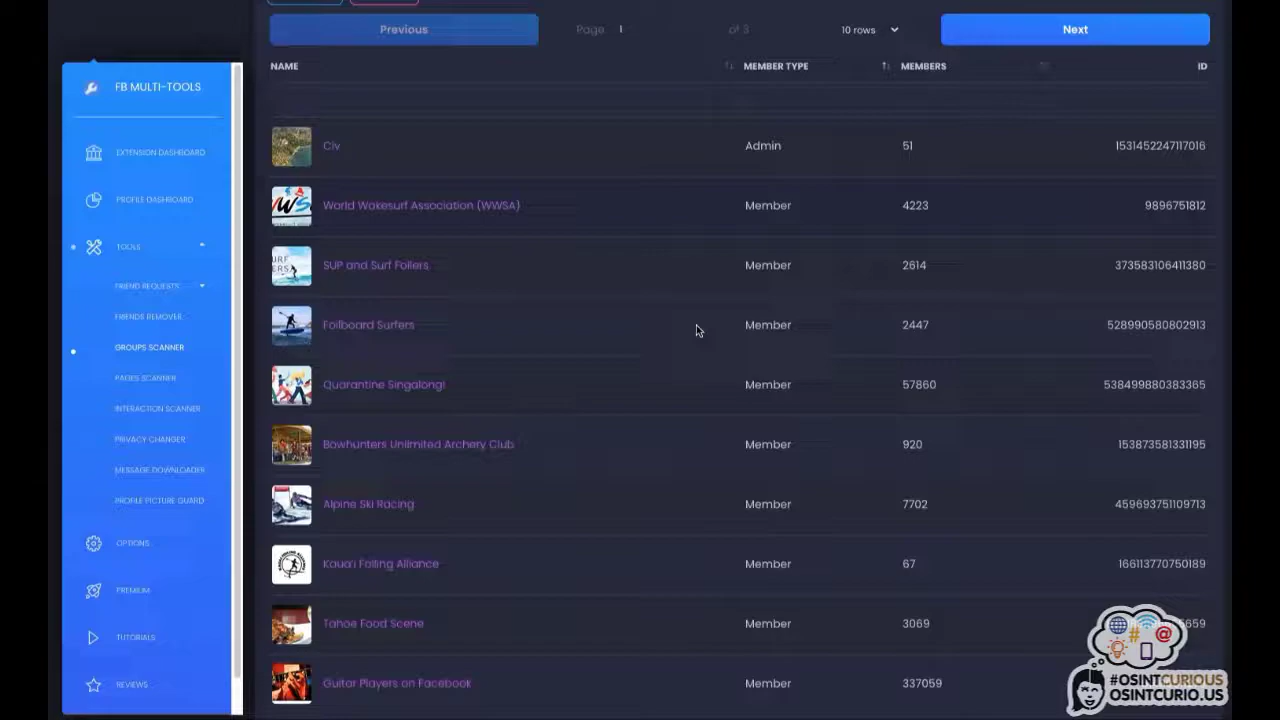 Previous
Page 1 of 3
10 rows
Next
FB MULTI-TOOLS
EXTENSION DASHBOARD
PROFILE DASHBOARD
TOOLS
FRIEND REQUESTS
FRIENDS REMOVER
GROUPS SCANNER
PAGES SCANNER
INTERACTION SCANNER
PRIVACY CHANGER
MESSAGE DOWNLOADER
PROFILE PICTURE GUARD
OPTIONS
PREMIUM
TUTORIALS
REVIEWS
NAME MEMBER TYPE MEMBERS ID
Civ Admin 51 1531452247117016
World Wakesurf Association (WWSA) Member 4223 9896751812
SUP and Surf Foilers Member 2614 373583106411380
Foilboard Surfers Member 2447 528990580802913
Quarantine Singalong! Member 57860 538499880383365
Bowhunters Unlimited Archery Club Member 920 153873581331195
Alpine Ski Racing Member 7702 459693751109713
Kaua'i Foiling Alliance Member 67 166113770750189
Tahoe Food Scene Member 3069
Guitar Players on Facebook Member 337059
#OSINTCURIOUS
OSINTCURIO.US